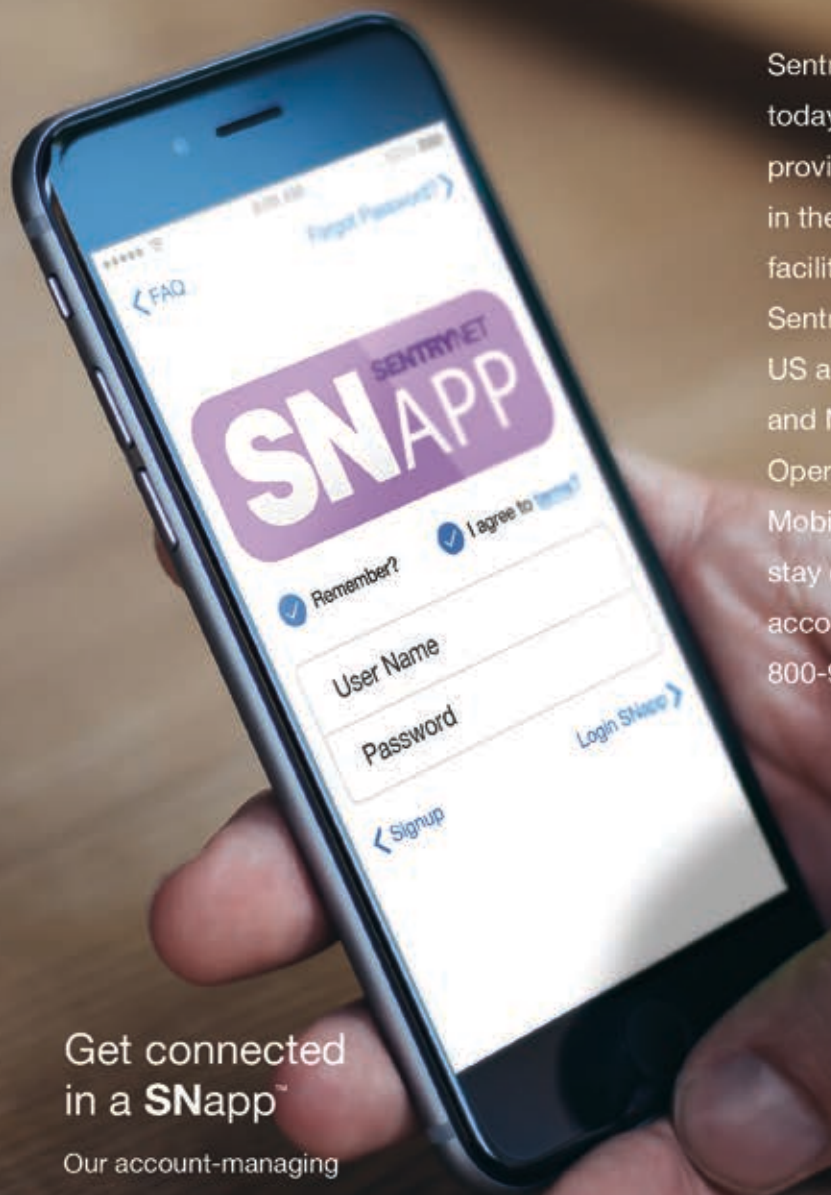 Forgot Password?
FAQ
SENTRYNET
SNAPP
Remember?
I agree to terms?
User Name
Password
Login SNapp
Signup
Get connected
in a SNapp™
Our account-managing
Sentr
today
provi
in the
facilit
Sentr
US a
and
Oper
Mobi
stay
acco
800-9